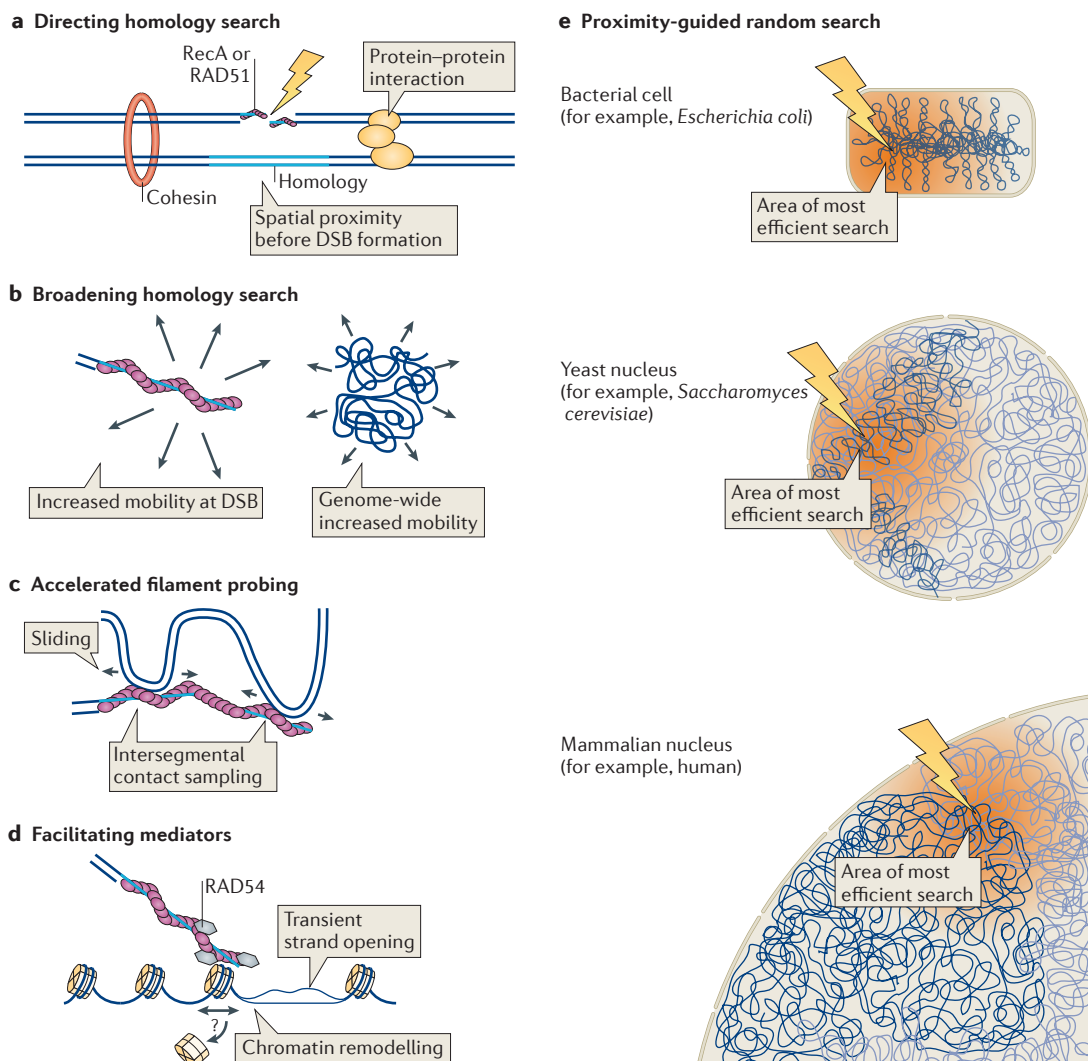 a Directing homology search
RecA or
RAD51
Protein–protein
interaction
Cohesin
Homology
Spatial proximity
before DSB formation
b Broadening homology search
Increased mobility at DSB
Genome-wide
increased mobility
c Accelerated filament probing
Sliding
Intersegmental
contact sampling
d Facilitating mediators
RAD54
Transient
strand opening
?
Chromatin remodelling
e Proximity-guided random search
Bacterial cell
(for example, Escherichia coli)
Area of most
efficient search
Yeast nucleus
(for example, Saccharomyces
cerevisiae)
Area of most
efficient search
Mammalian nucleus
(for example, human)
Area of most
efficient search